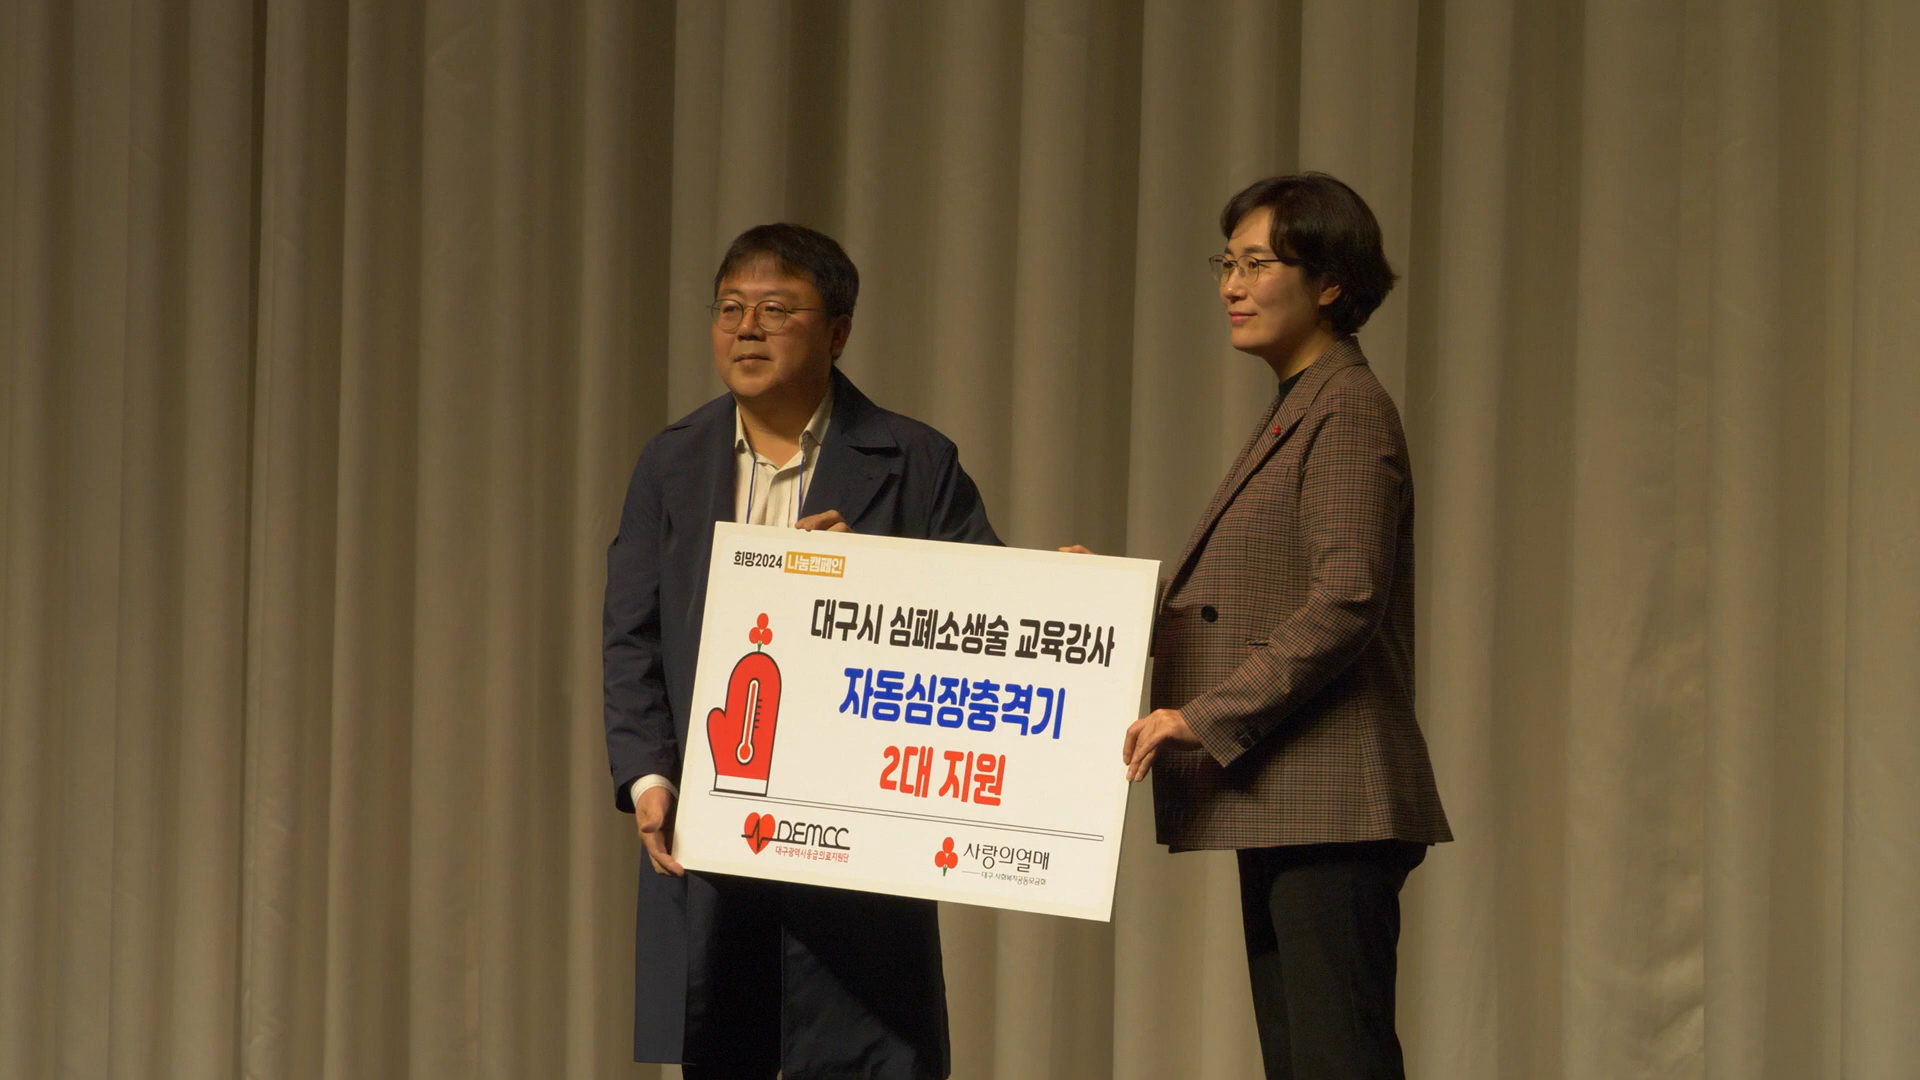 희망2024 나눔캠페인
대구시 심폐소생술 교육강사
자동심장충격기
2대 지원
DEMCC
대구광역시응급의료지원단
사랑의열매
대구 사회복지공동모금회